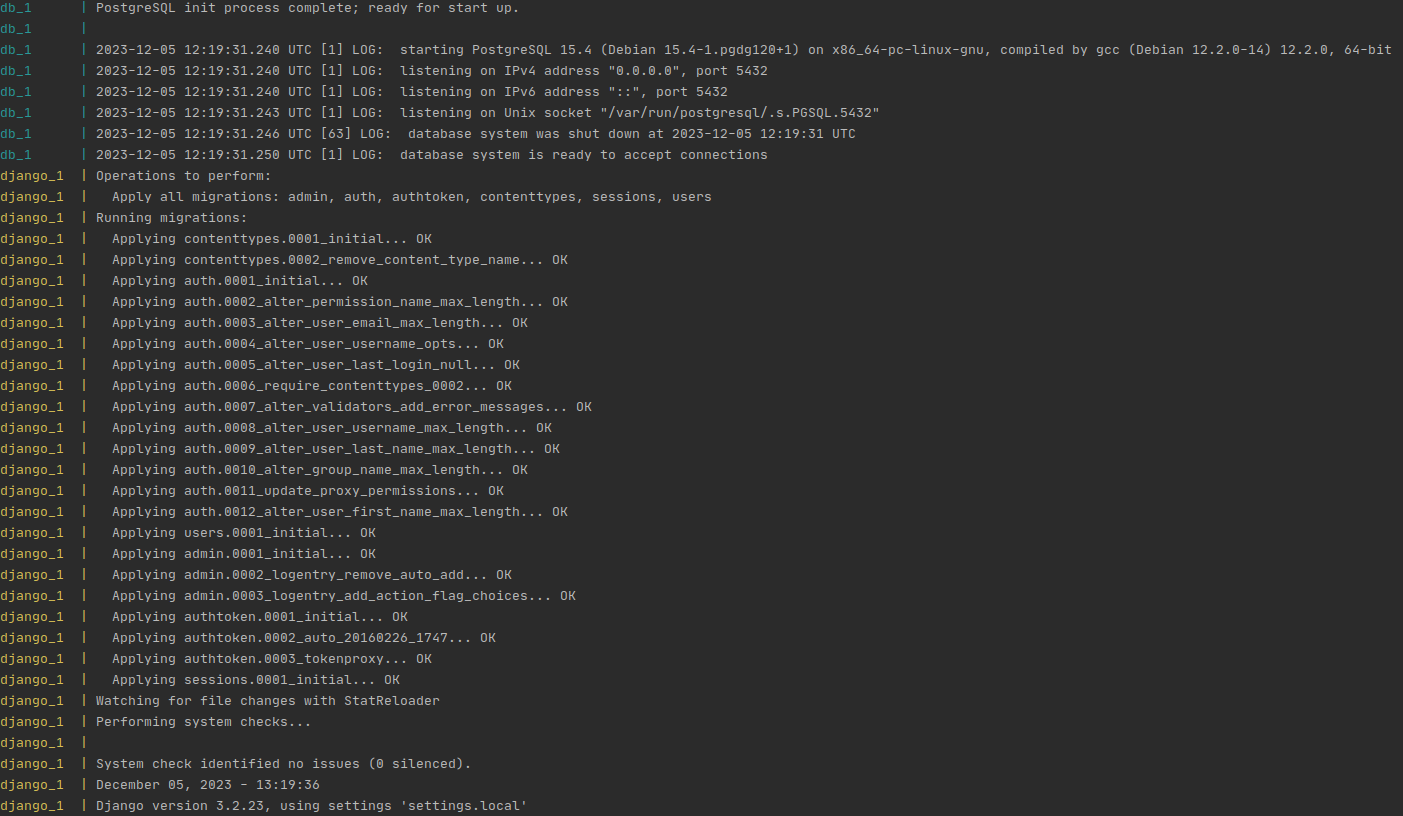 db_1      | PostgreSQL init process complete; ready for start up.
db_1      |
db_1      | 2023-12-05 12:19:31.240 UTC [1] LOG:  starting PostgreSQL 15.4 (Debian 15.4-1.pgdg120+1) on x86_64-pc-linux-gnu, compiled by gcc (Debian 12.2.0-14) 12.2.0, 64-bit
db_1      | 2023-12-05 12:19:31.240 UTC [1] LOG:  listening on IPv4 address "0.0.0.0", port 5432
db_1      | 2023-12-05 12:19:31.240 UTC [1] LOG:  listening on IPv6 address "::", port 5432
db_1      | 2023-12-05 12:19:31.243 UTC [1] LOG:  listening on Unix socket "/var/run/postgresql/.s.PGSQL.5432"
db_1      | 2023-12-05 12:19:31.246 UTC [63] LOG:  database system was shut down at 2023-12-05 12:19:31 UTC
db_1      | 2023-12-05 12:19:31.250 UTC [1] LOG:  database system is ready to accept connections
django_1  | Operations to perform:
django_1  |   Apply all migrations: admin, auth, authtoken, contenttypes, sessions, users
django_1  | Running migrations:
django_1  |   Applying contenttypes.0001_initial... OK
django_1  |   Applying contenttypes.0002_remove_content_type_name... OK
django_1  |   Applying auth.0001_initial... OK
django_1  |   Applying auth.0002_alter_permission_name_max_length... OK
django_1  |   Applying auth.0003_alter_user_email_max_length... OK
django_1  |   Applying auth.0004_alter_user_username_opts... OK
django_1  |   Applying auth.0005_alter_user_last_login_null... OK
django_1  |   Applying auth.0006_require_contenttypes_0002... OK
django_1  |   Applying auth.0007_alter_validators_add_error_messages... OK
django_1  |   Applying auth.0008_alter_user_username_max_length... OK
django_1  |   Applying auth.0009_alter_user_last_name_max_length... OK
django_1  |   Applying auth.0010_alter_group_name_max_length... OK
django_1  |   Applying auth.0011_update_proxy_permissions... OK
django_1  |   Applying auth.0012_alter_user_first_name_max_length... OK
django_1  |   Applying users.0001_initial... OK
django_1  |   Applying admin.0001_initial... OK
django_1  |   Applying admin.0002_logentry_remove_auto_add... OK
django_1  |   Applying admin.0003_logentry_add_action_flag_choices... OK
django_1  |   Applying authtoken.0001_initial... OK
django_1  |   Applying authtoken.0002_auto_20160226_1747... OK
django_1  |   Applying authtoken.0003_tokenproxy... OK
django_1  |   Applying sessions.0001_initial... OK
django_1  | Watching for file changes with StatReloader
django_1  | Performing system checks...
django_1  |
django_1  | System check identified no issues (0 silenced).
django_1  | December 05, 2023 - 13:19:36
django_1  | Django version 3.2.23, using settings 'settings.local'